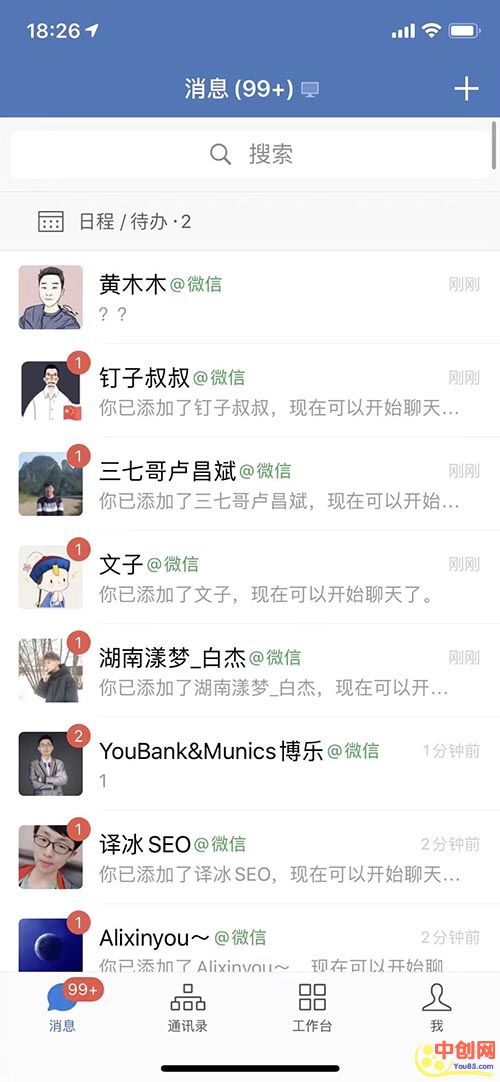 18:26
消息 (99+)
搜索
日程 / 待办 · 2
黄木木@微信
刚刚
？？
1
钉子叔叔@微信
刚刚
你已添加了钉子叔叔，现在可以开始聊天...
1
三七哥卢昌斌@微信
刚刚
你已添加了三七哥卢昌斌，现在可以开始...
1
文子@微信
刚刚
你已添加了文子，现在可以开始聊天了。
1
湖南漾梦_白杰@微信
刚刚
你已添加了湖南漾梦_白杰，现在可以开...
2
YouBank&Munics博乐@微信
1分钟前
1
1
译冰SEO@微信
2分钟前
你已添加了译冰SEO，现在可以开始聊天...
1
Alixinyou～@微信
2分钟前
你已添加了Alixinyou～，现在可以开始聊
99+
消息
通讯录
工作台
我
中创网
You85.com